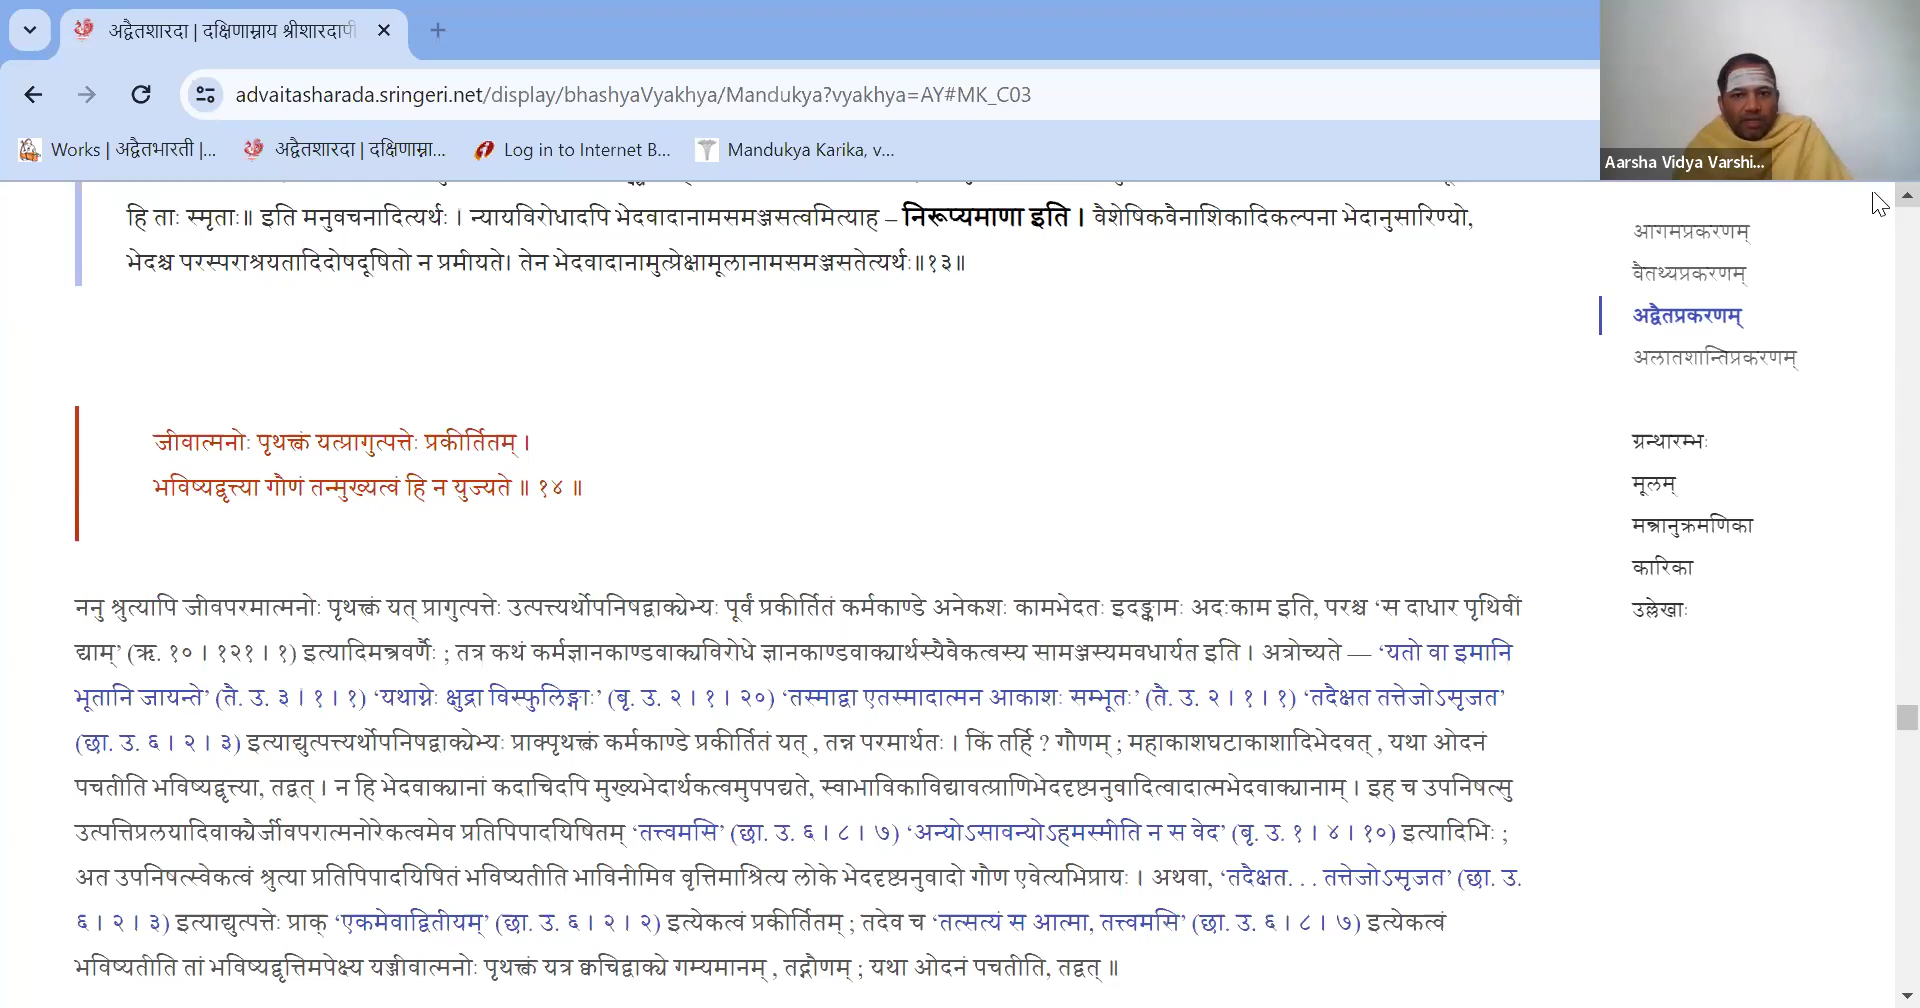 अद्वैतशारदा | दक्षिणाम्नाय श्रीशारदापी
advaitasharada.sringeri.net/display/bhashyaVyakhya/Mandukya?vyakhya=AY#MK_C03
Works | अद्वैतभारती |...
अद्वैतशारदा | दक्षिणाम्ना...
Log in to Internet B...
Mandukya Karika, v...
Aarsha Vidya Varshi...
हि ताः स्मृताः॥ इति मनुवचनादित्यर्थः । न्यायविरोधादपि भेदवादानामसमञ्जसत्वमित्याह – निरूप्यमाणा इति । वैशेषिकवैनाशिकादिकल्पना भेदानुसारिण्यो,
भेदश्च परस्पराश्रयतादिदोषदूषितो न प्रमीयते। तेन भेदवादानामुत्प्रेक्षामूलानामसमञ्जसतेत्यर्थः॥१३॥
जीवात्मनोः पृथक्त्वं यत्प्रागुत्पत्तेः प्रकीर्तितम् ।
भविष्यद्वृत्त्या गौणं तन्मुख्यत्वं हि न युज्यते ॥ १४ ॥
ननु श्रुत्यापि जीवपरमात्मनोः पृथक्त्वं यत् प्रागुत्पत्तेः उत्पत्त्यर्थोपनिषद्वाक्येभ्यः पूर्वं प्रकीर्तितं कर्मकाण्डे अनेकशः कामभेदतः इदङ्कामः अदःकाम इति, परश्च ‘स दाधार पृथिवीं
द्याम्’ (ऋ. १० । १२१ । १) इत्यादिमन्त्रवर्णैः ; तत्र कथं कर्मज्ञानकाण्डवाक्यविरोधे ज्ञानकाण्डवाक्यार्थस्यैवैकत्वस्य सामञ्जस्यमवधार्यत इति । अत्रोच्यते — ‘यतो वा इमानि
भूतानि जायन्ते’ (तै. उ. ३ । १ । १) ‘यथाग्नेः क्षुद्रा विस्फुलिङ्गाः’ (बृ. उ. २ । १ । २०) ‘तस्माद्वा एतस्मादात्मन आकाशः सम्भूतः’ (तै. उ. २ । १ । १) ‘तदैक्षत तत्तेजोऽसृजत’
(छा. उ. ६ । २ । ३) इत्याद्युत्पत्त्यर्थोपनिषद्वाक्येभ्यः प्राक्पृथक्त्वं कर्मकाण्डे प्रकीर्तितं यत् , तन्न परमार्थतः । किं तर्हि ? गौणम् ; महाकाशघटाकाशादिभेदवत् , यथा ओदनं
पचतीति भविष्यद्वृत्त्या, तद्वत् । न हि भेदवाक्यानां कदाचिदपि मुख्यभेदार्थकत्वमुपपद्यते, स्वाभाविकाविद्यावत्प्राणिभेददृष्ट्यनुवादित्वादात्मभेदवाक्यानाम् । इह च उपनिषत्सु
उत्पत्तिप्रलयादिवाक्यैर्जीवपरात्मनोरेकत्वमेव प्रतिपिपादयिषितम् ‘तत्त्वमसि’ (छा. उ. ६ । ८ । ७) ‘अन्योऽसावन्योऽहमस्मीति न स वेद’ (बृ. उ. १ । ४ । १०) इत्यादिभिः ;
अत उपनिषत्स्वेकत्वं श्रुत्या प्रतिपिपादयिषितं भविष्यतीति भाविनीमिव वृत्तिमाश्रित्य लोके भेददृष्ट्यनुवादो गौण एवेत्यभिप्रायः । अथवा, ‘तदैक्षत. . . तत्तेजोऽसृजत’ (छा. उ.
६ । २ । ३) इत्याद्युत्पत्तेः प्राक् ‘एकमेवाद्वितीयम्’ (छा. उ. ६ । २ । २) इत्येकत्वं प्रकीर्तितम् ; तदेव च ‘तत्सत्यं स आत्मा, तत्त्वमसि’ (छा. उ. ६ । ८ । ७) इत्येकत्वं
भविष्यतीति तां भविष्यद्वृत्तिमपेक्ष्य यज्जीवात्मनोः पृथक्त्वं यत्र क्वचिद्वाक्ये गम्यमानम् , तद्गौणम् ; यथा ओदनं पचतीति, तद्वत् ॥
आगमप्रकरणम्
वैतथ्यप्रकरणम्
अद्वैतप्रकरणम्
अलातशान्तिप्रकरणम्
ग्रन्थारम्भः
मूलम्
मन्त्रानुक्रमणिका
कारिका
उल्लेखाः